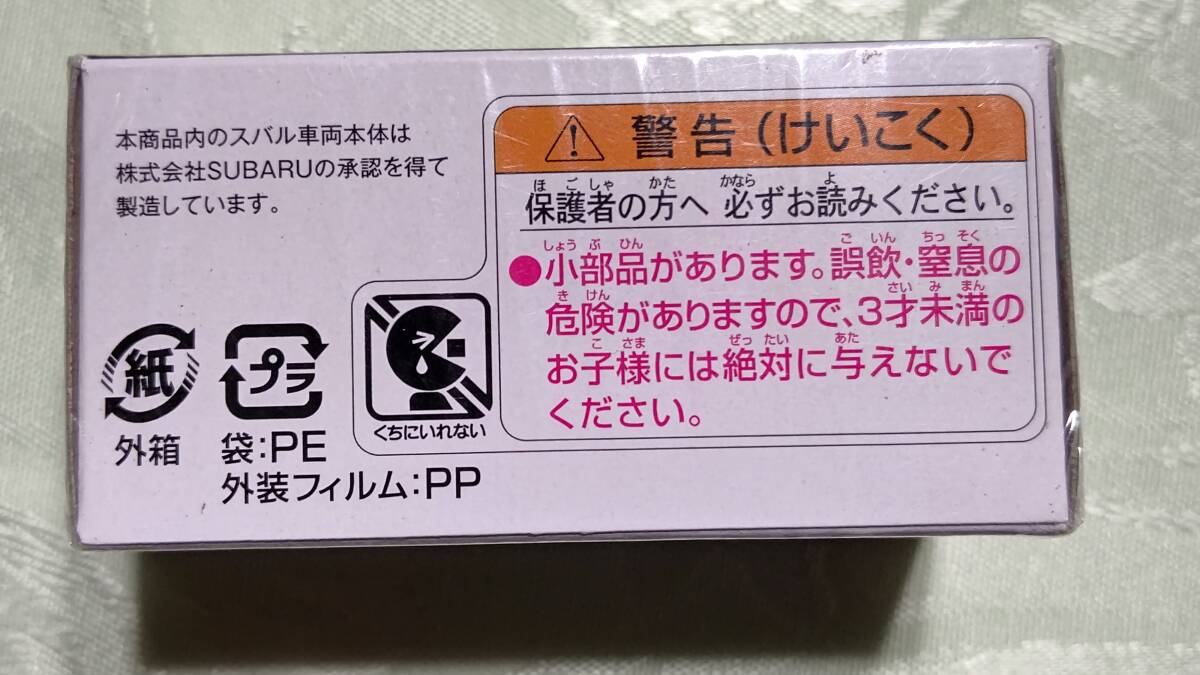 本商品内のスバル車両本体は
株式会社SUBARUの承認を得て
製造しています。
警告(けいこく)
ほごしゃ かた かなら よ
保護者の方へ 必ずお読みください。
しょうぶひん ごいん ちっそく
●小部品があります。誤飲・窒息の
きけん さいみまん
危険がありますので、3才未満の
こさま ぜったい あた
お子様には絶対に与えないで
ください。
くちにいれない
紙
外箱
プラ
袋:PE
外装フィルム:PP